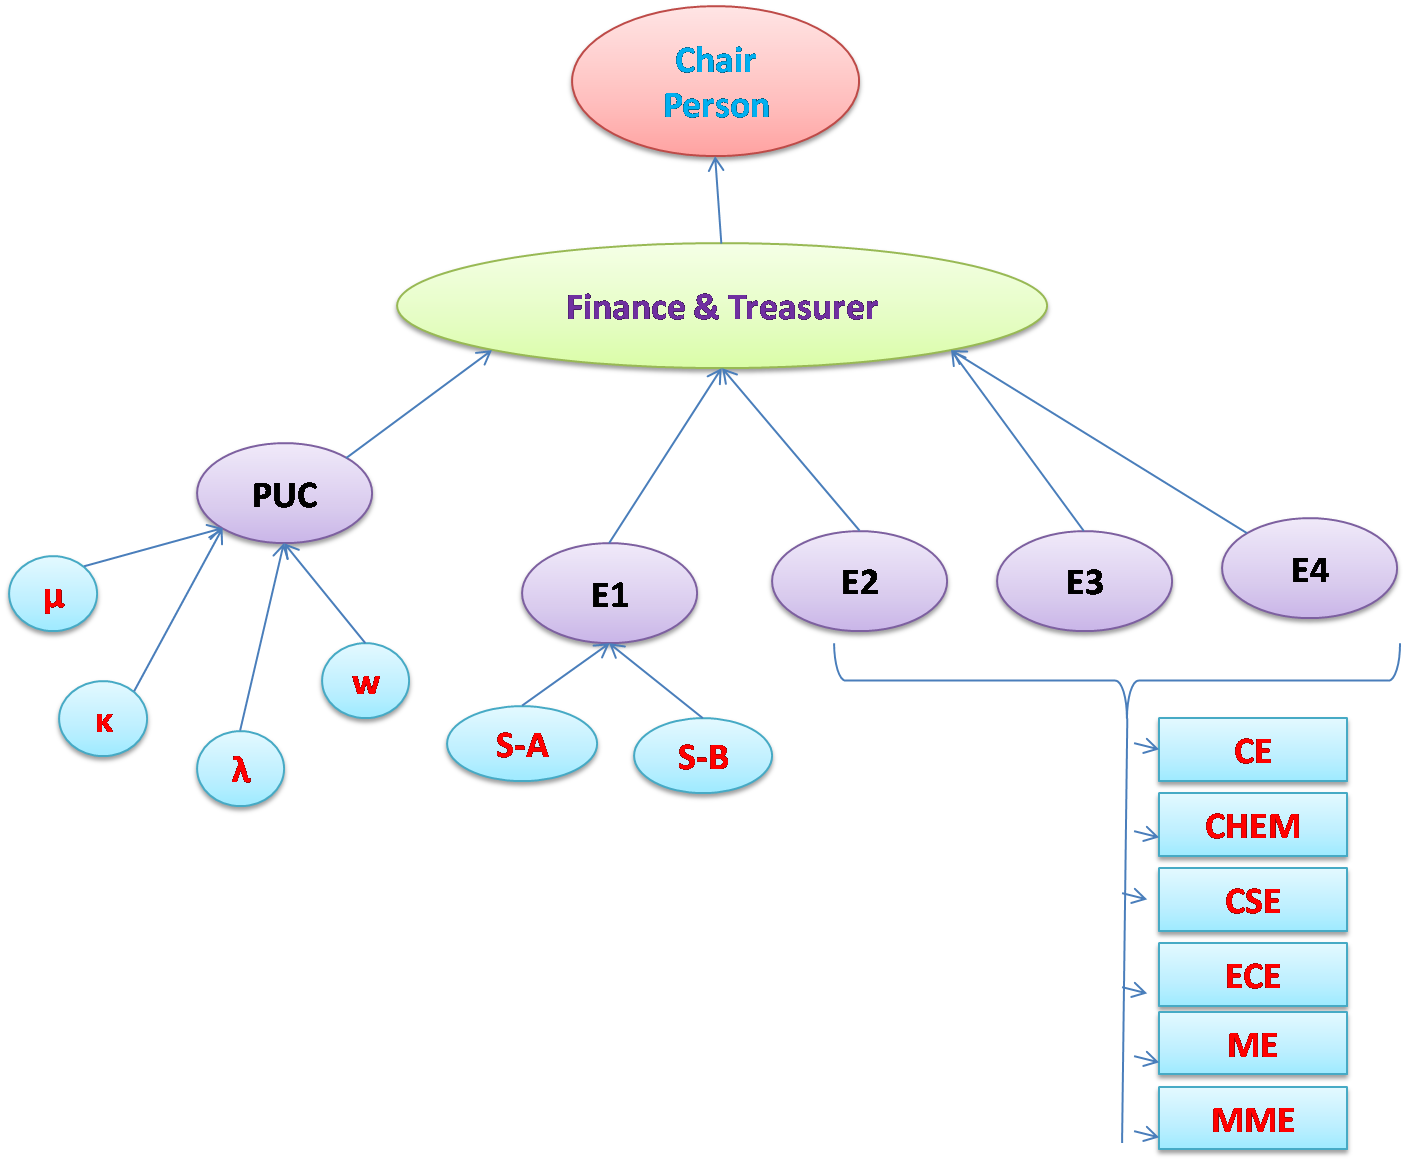 Chair
Person
Finance & Treasurer
PUC
E1
E2
E3
E4
μ
κ
λ
w
S-A
S-B
CE
CHEM
CSE
ECE
ME
MME